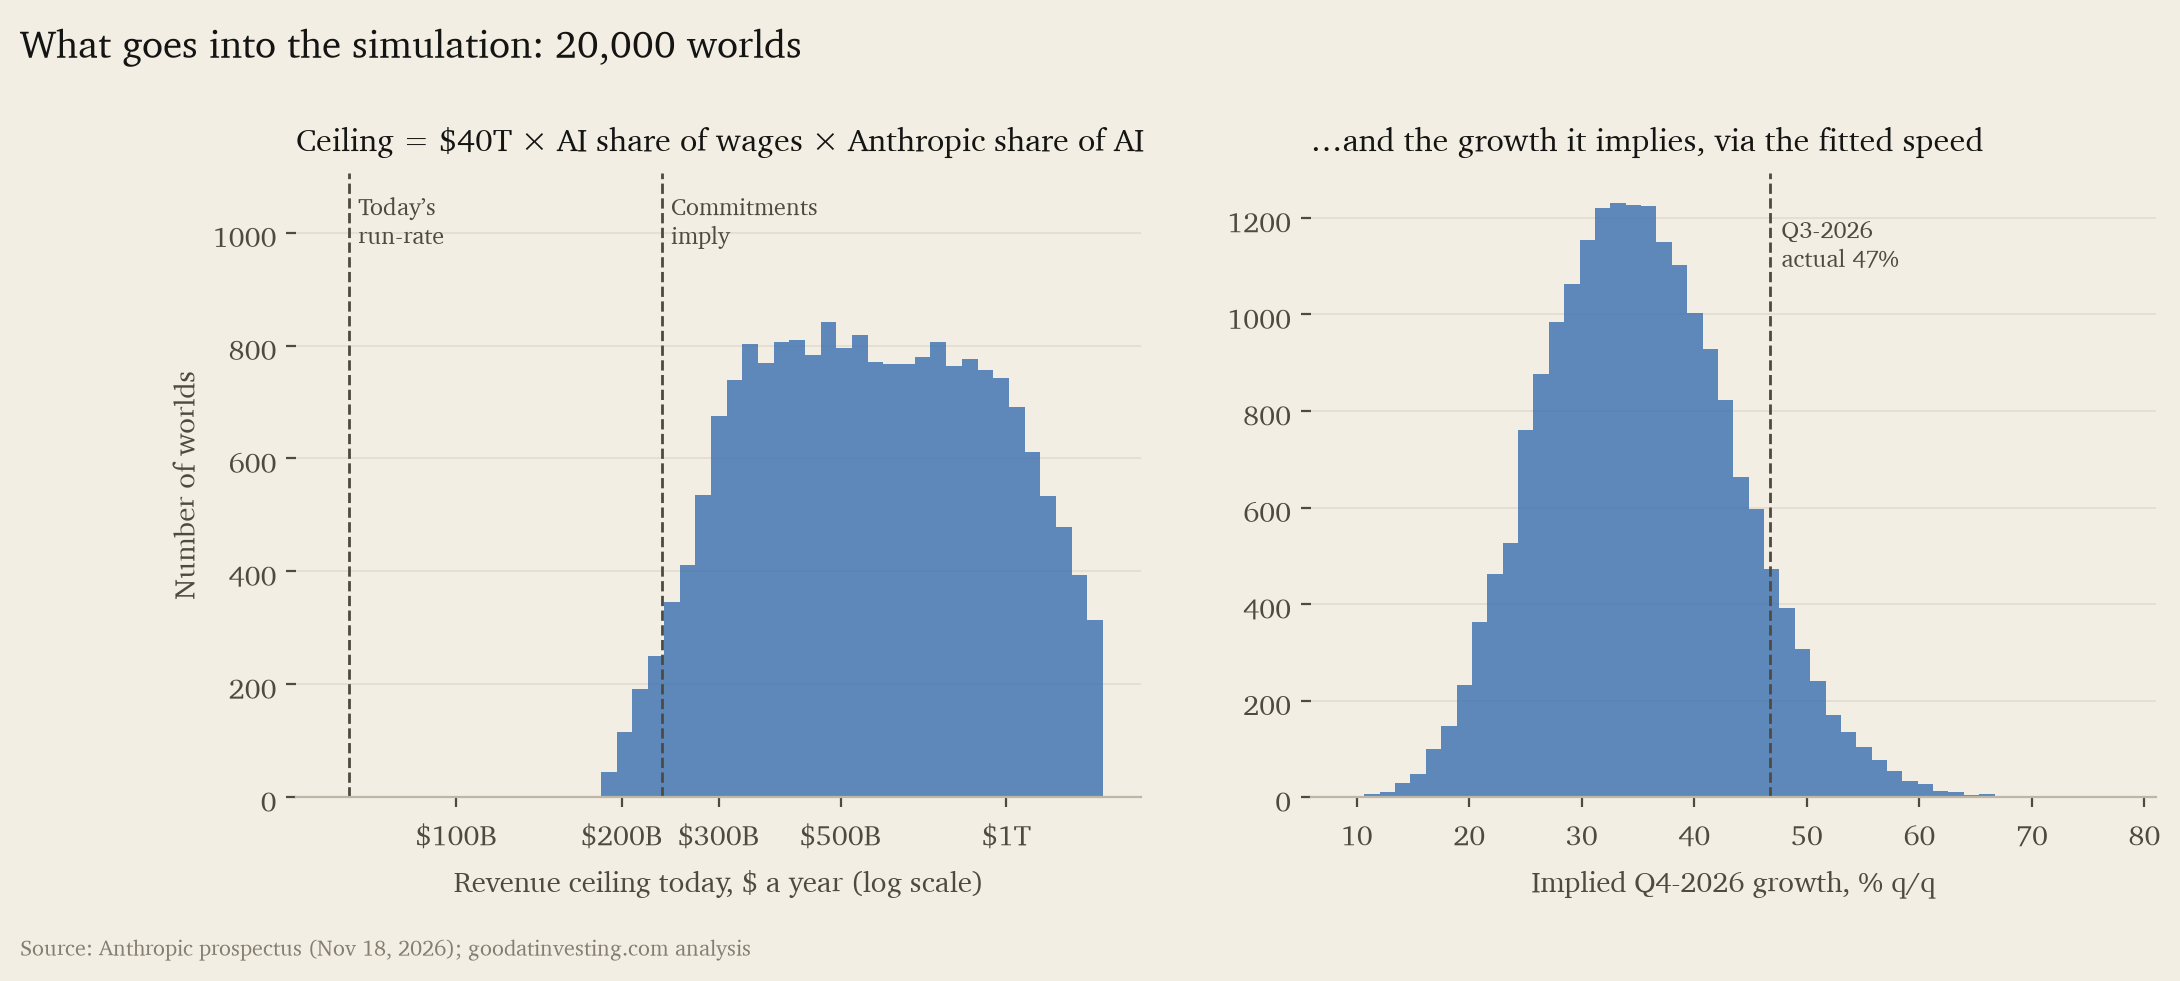 What goes into the simulation: 20,000 worlds
Ceiling = $40T × AI share of wages × Anthropic share of AI
Today’s
run-rate
Commitments
imply
1000
800
600
400
200
0
Number of worlds
$100B
$200B
$300B
$500B
$1T
Revenue ceiling today, $ a year (log scale)
…and the growth it implies, via the fitted speed
Q3-2026
actual 47%
1200
1000
800
600
400
200
0
10
20
30
40
50
60
70
80
Implied Q4-2026 growth, % q/q
Source: Anthropic prospectus (Nov 18, 2026); goodatinvesting.com analysis